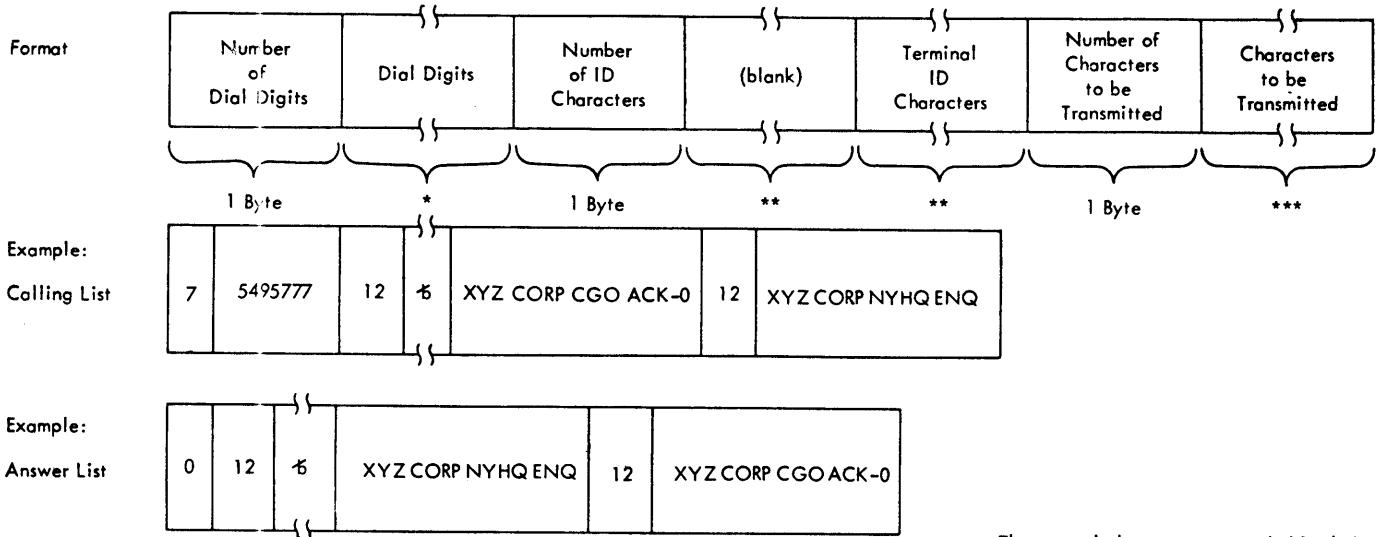 Format
Number
of
Dial Digits
Dial Digits
Number
of ID
Characters
(blank)
Terminal
ID
Characters
Number of
Characters
to be
Transmitted
Characters
to be
Transmitted
1 Byte
*
1 Byte
**
**
1 Byte
***
Example:
Calling List
7
5495777
12
ƀ
XYZ CORP CGO ACK-0
12
XYZ CORP NYHQ ENQ
Example:
Answer List
0
12
ƀ
XYZ CORP NYHQ ENQ
12
XYZ CORP CGO ACK-0